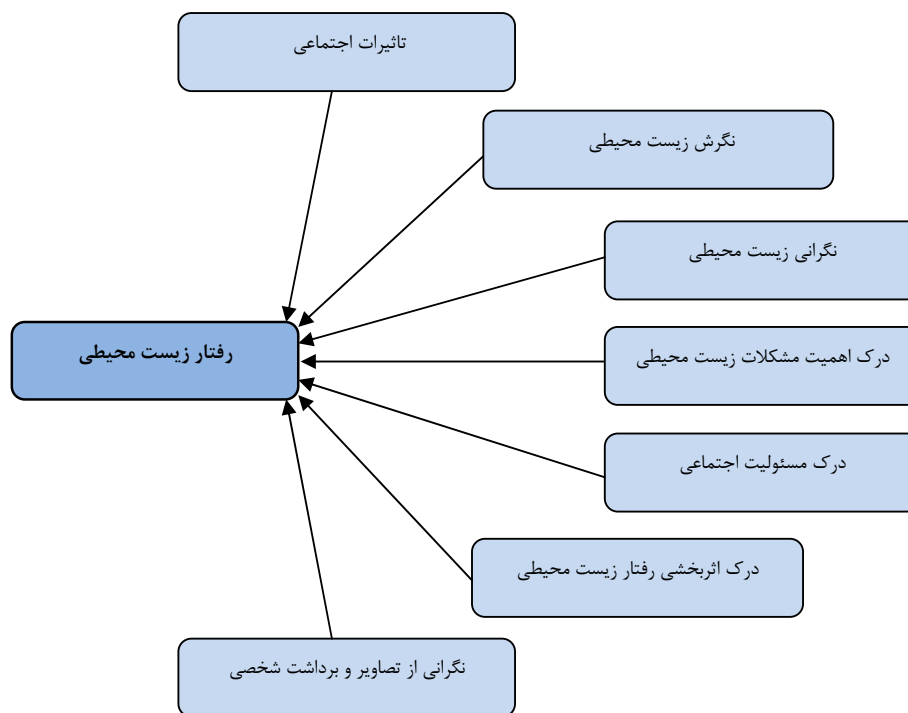 تاثیرات اجتماعی
نگرش زیست محیطی
نگرانی زیست محیطی
رفتار زیست محیطی
درک اهمیت مشکلات زیست محیطی
درک مسئولیت اجتماعی
درک اثربخشی رفتار زیست محیطی
نگرانی از تصاویر و برداشت شخصی